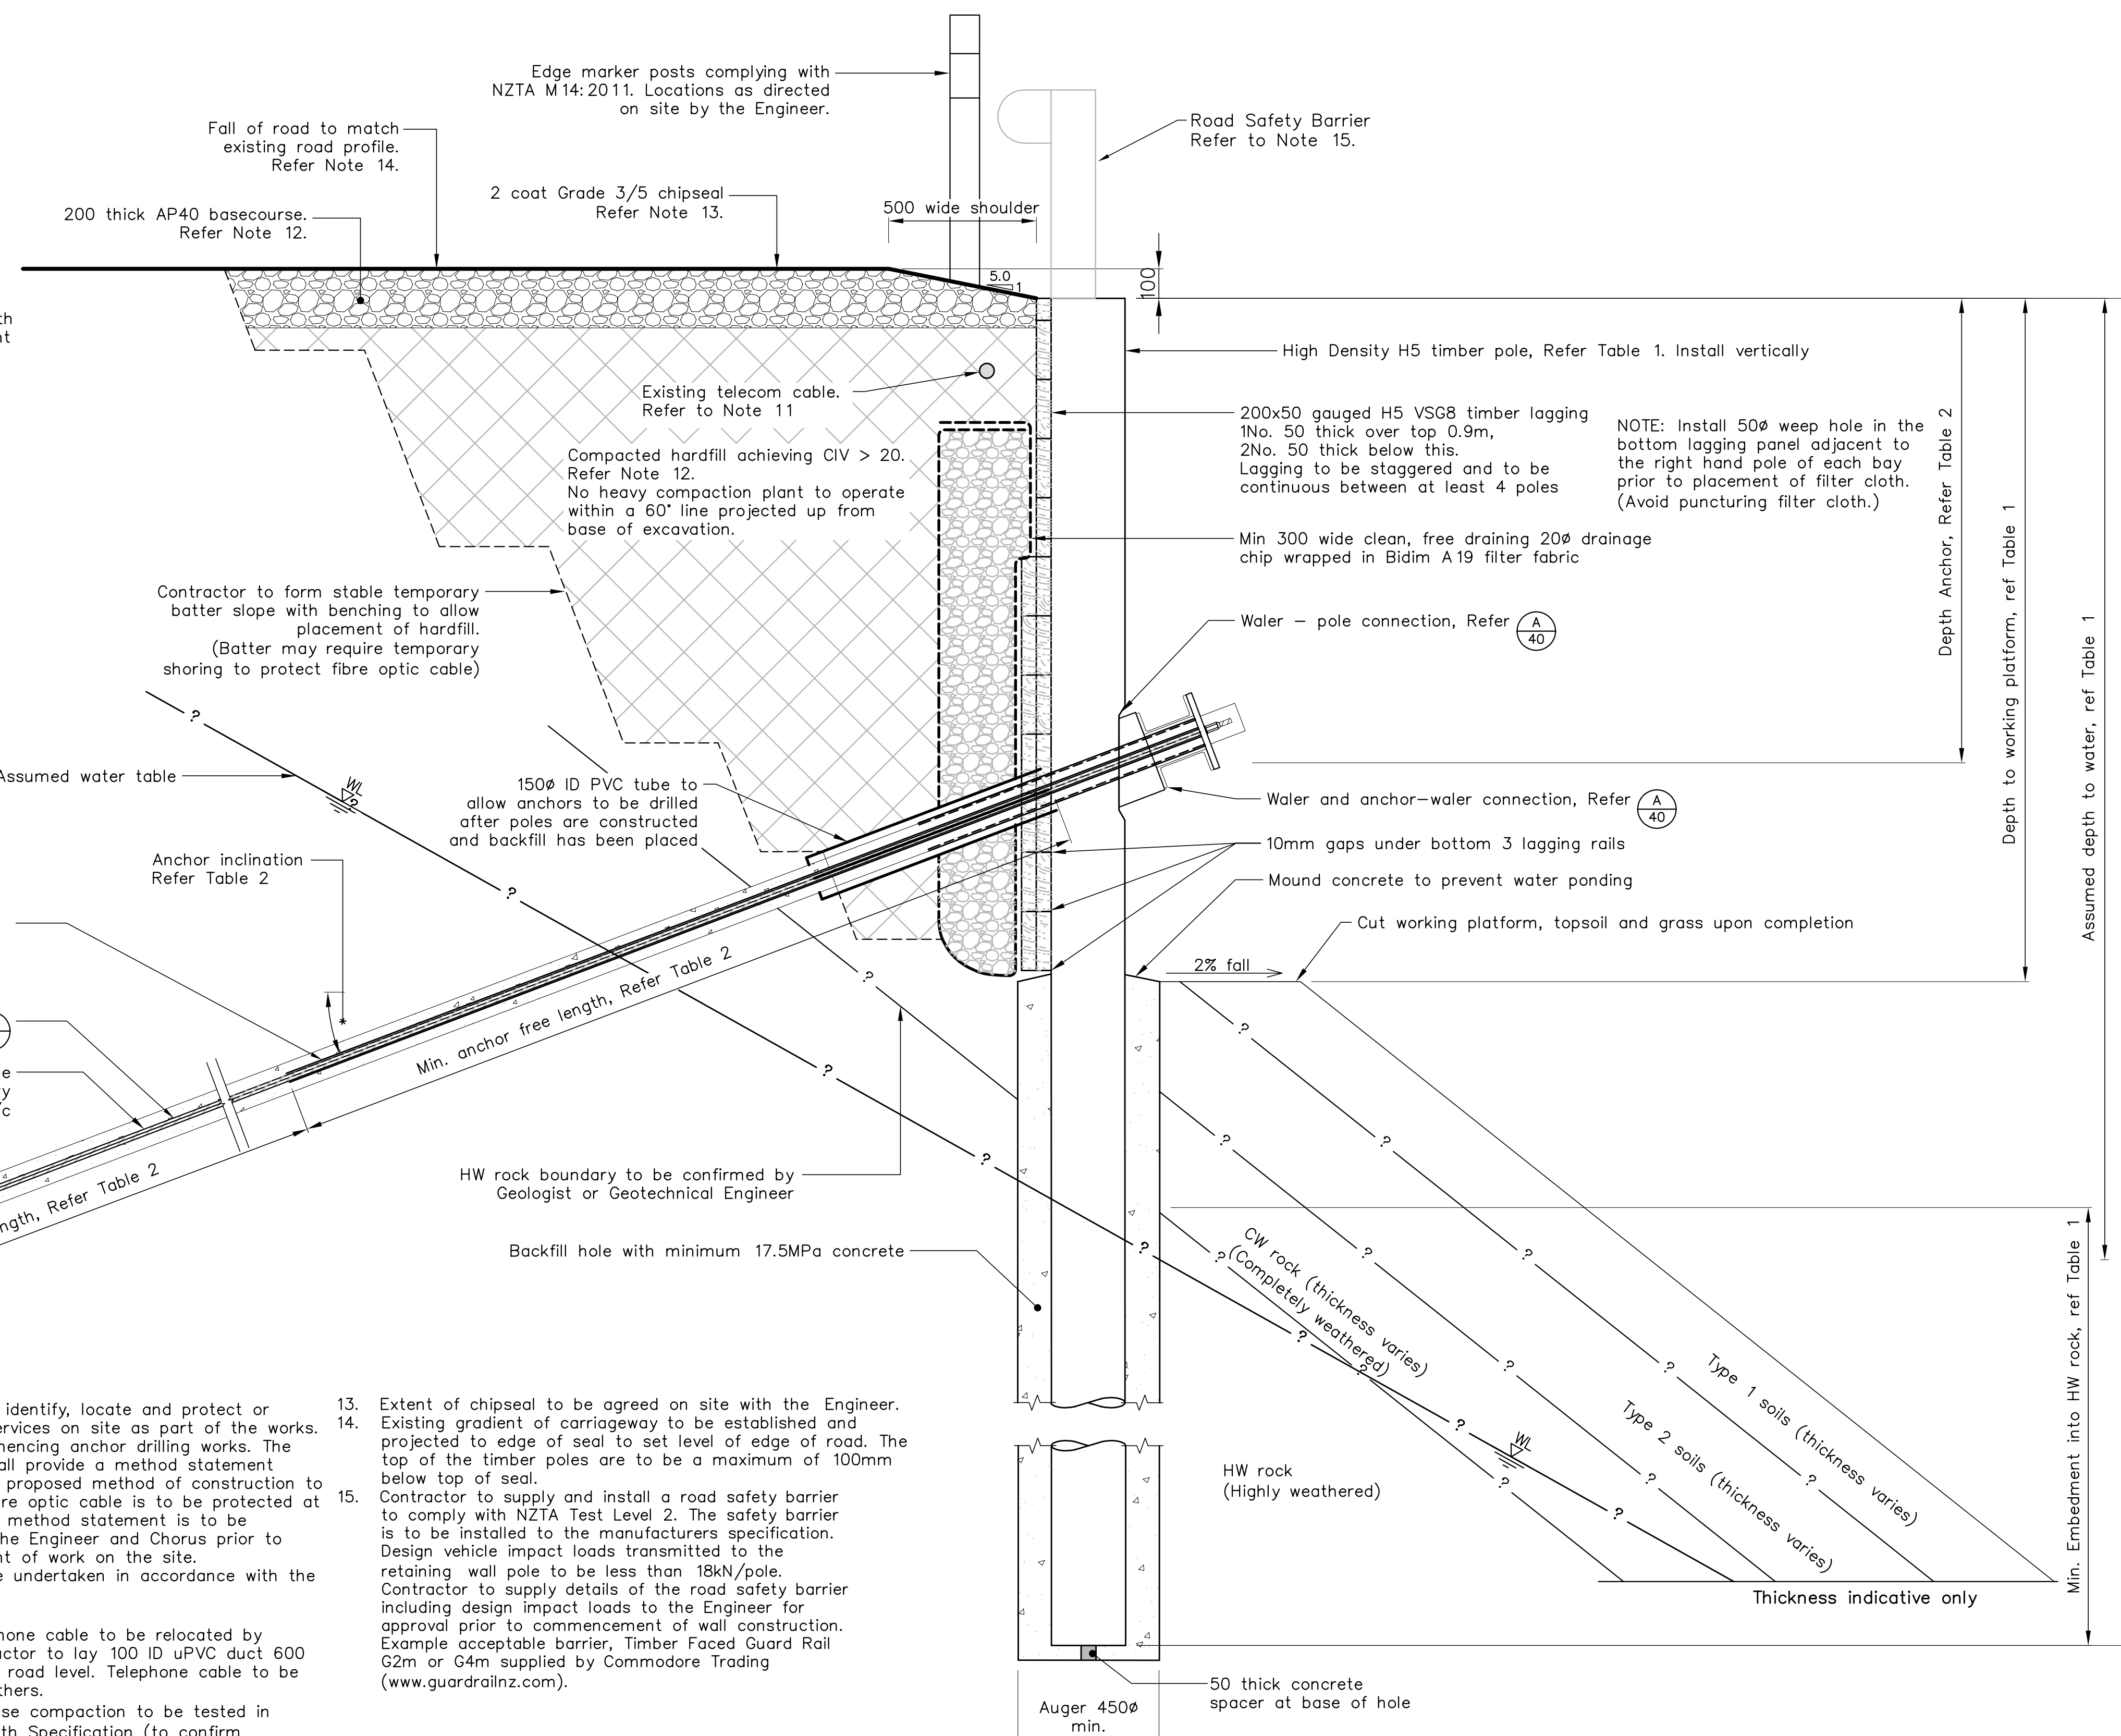 Edge marker posts complying with
NZTA M14:2011. Locations as directed
on site by the Engineer.
Road Safety Barrier
Refer to Note 15.
Fall of road to match
existing road profile.
Refer Note 14.
2 coat Grade 3/5 chipseal
Refer Note 13.
500 wide shoulder
200 thick AP40 basecourse.
Refer Note 12.
5.0
1
100
th
nt
High Density H5 timber pole, Refer Table 1. Install vertically
Existing telecom cable.
Refer to Note 11
200x50 gauged H5 VSG8 timber lagging
1No. 50 thick over top 0.9m,
2No. 50 thick below this.
Lagging to be staggered and to be
continuous between at least 4 poles
NOTE: Install 50ø weep hole in the
bottom lagging panel adjacent to
the right hand pole of each bay
prior to placement of filter cloth.
(Avoid puncturing filter cloth.)
Depth Anchor, Refer Table 2
Depth to working platform, ref Table 1
Assumed depth to water, ref Table 1
Compacted hardfill achieving CIV > 20.
Refer Note 12.
No heavy compaction plant to operate
within a 60° line projected up from
base of excavation.
Min 300 wide clean, free draining 20ø drainage
chip wrapped in Bidim A19 filter fabric
Contractor to form stable temporary
batter slope with benching to allow
placement of hardfill.
(Batter may require temporary
shoring to protect fibre optic cable)
Waler - pole connection, Refer
A
40
?
Assumed water table
WL
?
150ø ID PVC tube to
allow anchors to be drilled
after poles are constructed
and backfill has been placed
Waler and anchor-waler connection, Refer
A
40
10mm gaps under bottom 3 lagging rails
Anchor inclination
Refer Table 2
?
Mound concrete to prevent water ponding
Cut working platform, topsoil and grass upon completion
2% fall
?
*
Min. anchor free length, Refer Table 2
?
?
e
y
/c
?
?
?
HW rock boundary to be confirmed by
Geologist or Geotechnical Engineer
?
ngth, Refer Table 2
Backfill hole with minimum 17.5MPa concrete
?
?
?
?
CW rock (thickness varies)
(Completely weathered)
?
?
?
?
Type 1 soils (thickness varies)
Type 2 soils (thickness varies)
Min. Embedment into HW rock, ref Table 1
?
WL
HW rock
(Highly weathered)
?
?
?
?
Thickness indicative only
identify, locate and protect or
ervices on site as part of the works.
mencing anchor drilling works. The
all provide a method statement
proposed method of construction to
re optic cable is to be protected at
method statement is to be
he Engineer and Chorus prior to
nt of work on the site.
e undertaken in accordance with the
hone cable to be relocated by
actor to lay 100 ID uPVC duct 600
road level. Telephone cable to be
thers.
se compaction to be tested in
th Specification (to confirm
13. Extent of chipseal to be agreed on site with the Engineer.
14. Existing gradient of carriageway to be established and
projected to edge of seal to set level of edge of road. The
top of the timber poles are to be a maximum of 100mm
below top of seal.
15. Contractor to supply and install a road safety barrier
to comply with NZTA Test Level 2. The safety barrier
is to be installed to the manufacturers specification.
Design vehicle impact loads transmitted to the
retaining wall pole to be less than 18kN/pole.
Contractor to supply details of the road safety barrier
including design impact loads to the Engineer for
approval prior to commencement of wall construction.
Example acceptable barrier, Timber Faced Guard Rail
G2m or G4m supplied by Commodore Trading
(www.guardrailnz.com).
50 thick concrete
spacer at base of hole
Auger 450ø
min.